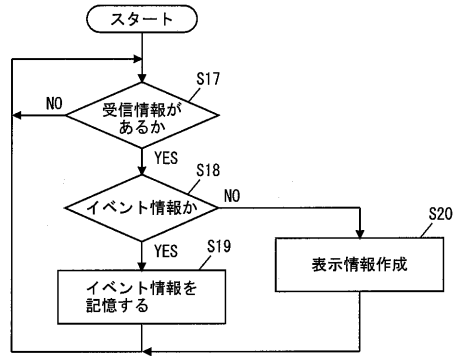 スタート
S17
受信情報が
あるか
NO
YES
S18
イベント情報か
NO
YES
S19
イベント情報を
記憶する
S20
表示情報作成